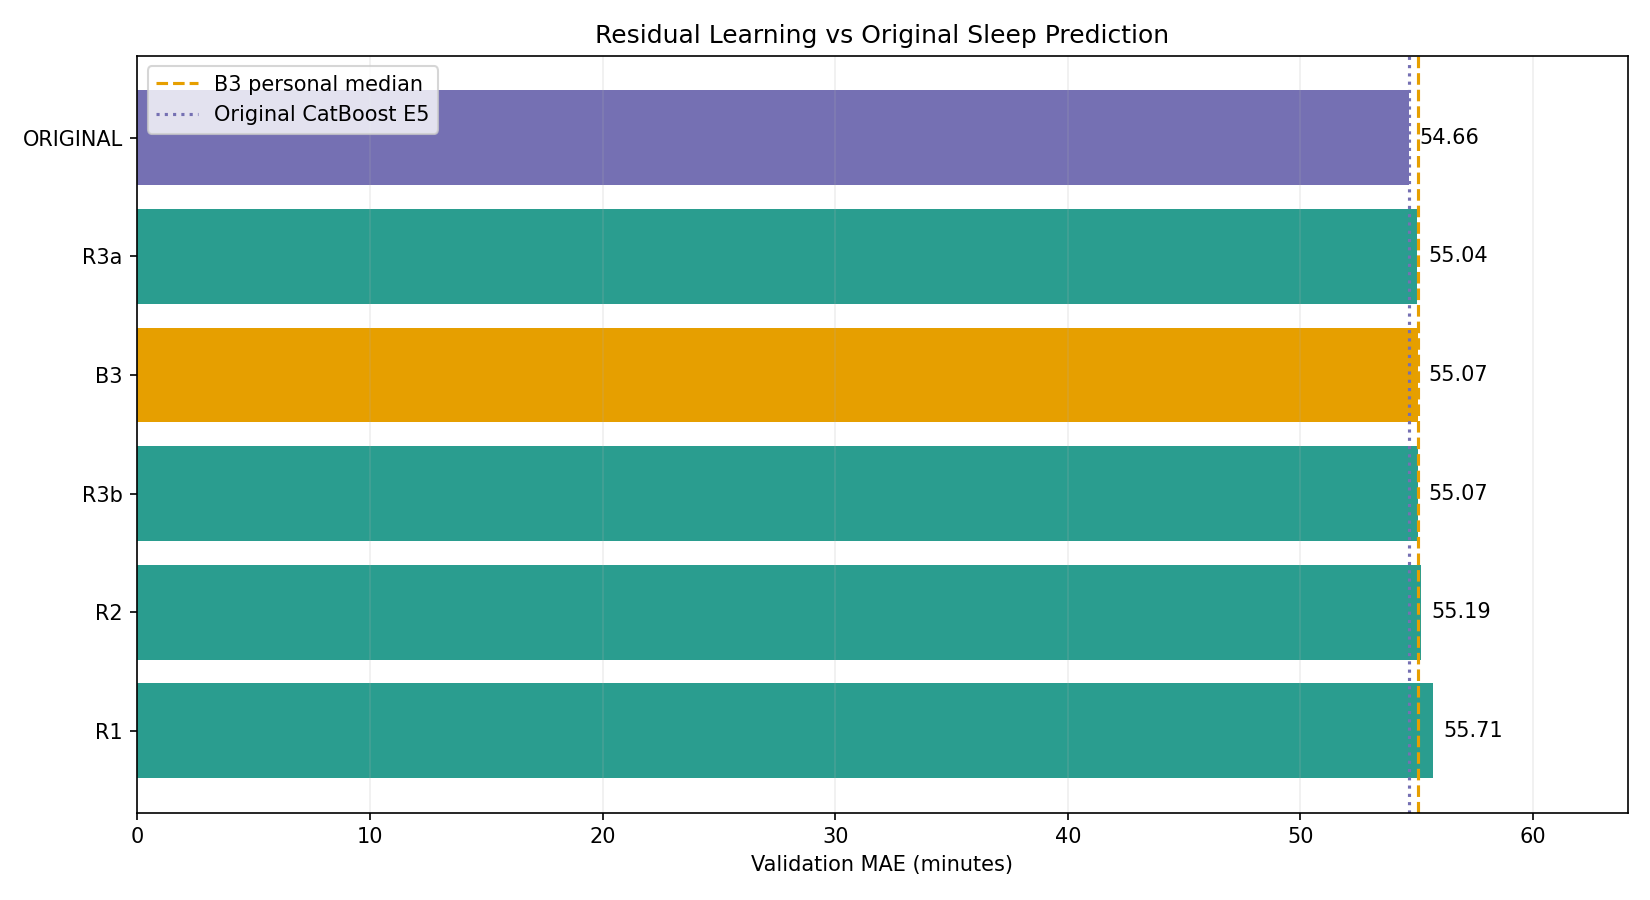 Residual Learning vs Original Sleep Prediction
B3 personal median
Original CatBoost E5
ORIGINAL
54.66
R3a
55.04
B3
55.07
R3b
55.07
R2
55.19
R1
55.71
0 10 20 30 40 50 60
Validation MAE (minutes)